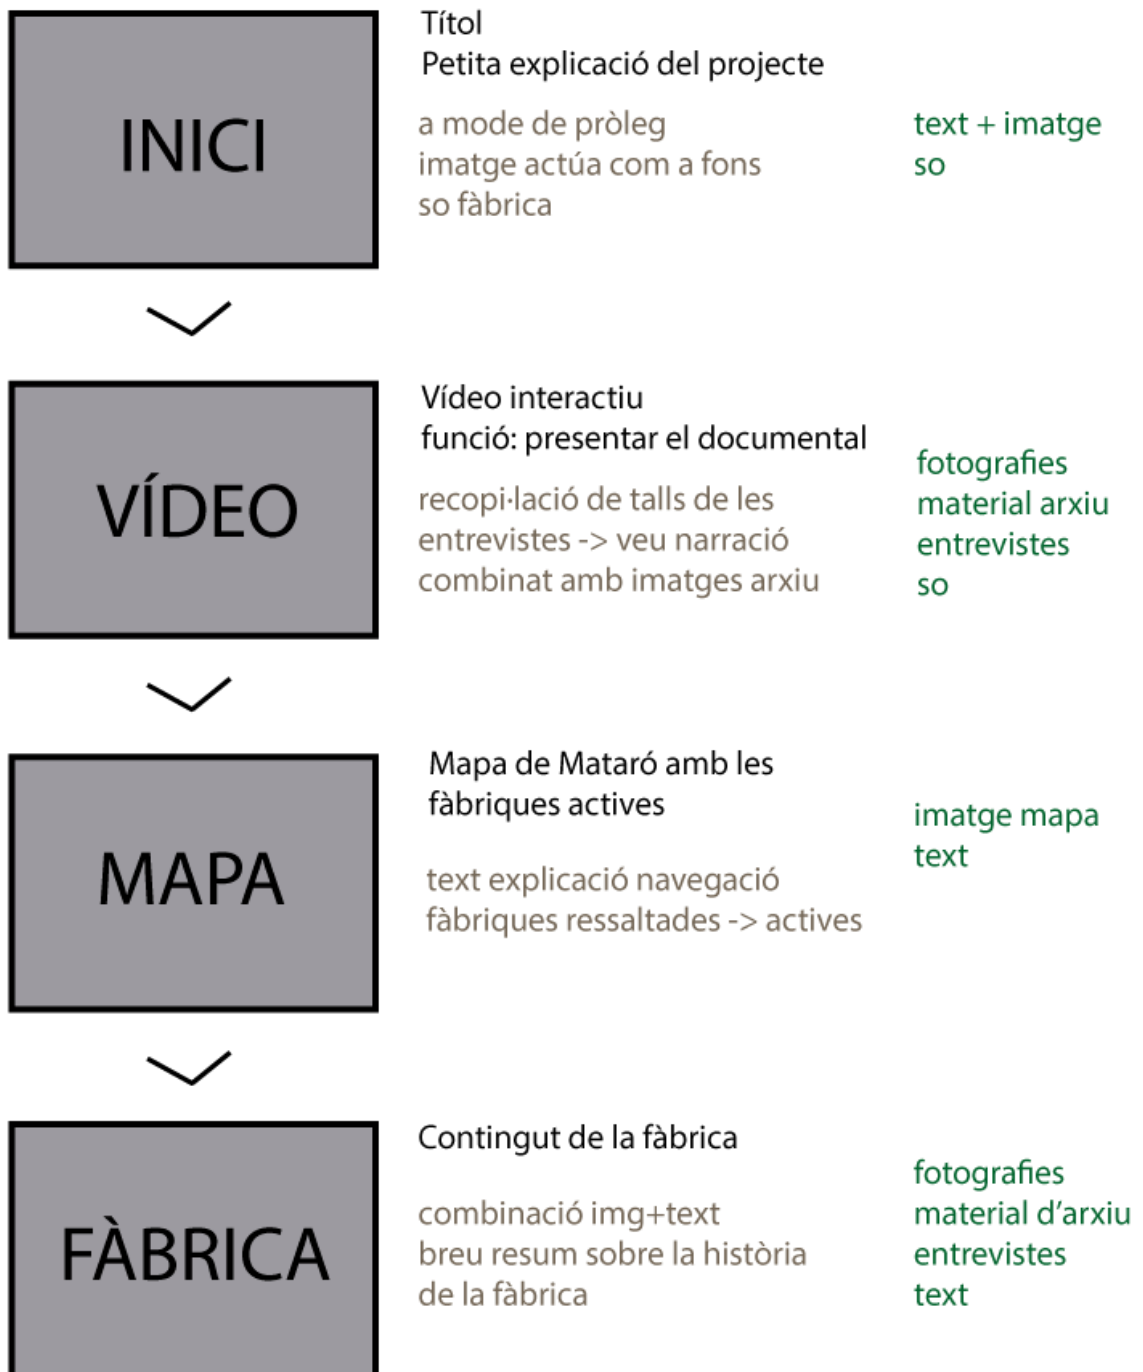 INICI
Títol
Petita explicació del projecte
a mode de pròleg
imatge actúa com a fons
so fàbrica
text + imatge
so
VÍDEO
Vídeo interactiu
funció: presentar el documental
recopi·lació de talls de les
entrevistes -> veu narració
combinat amb imatges arxiu
fotografies
material arxiu
entrevistes
so
MAPA
Mapa de Mataró amb les
fàbriques actives
text explicació navegació
fàbriques ressaltades -> actives
imatge mapa
text
FÀBRICA
Contingut de la fàbrica
combinació img+text
breu resum sobre la història
de la fàbrica
fotografies
material d'arxiu
entrevistes
text